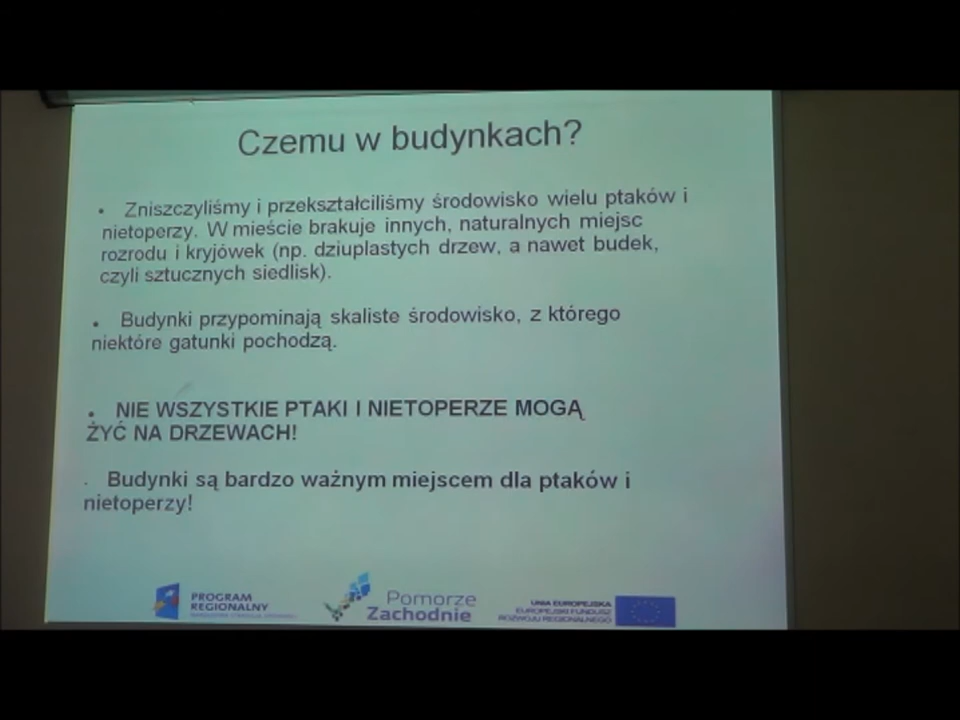 Czemu w budynkach?
• Zniszczyliśmy i przekształciliśmy środowisko wielu ptaków i
nietoperzy. W mieście brakuje innych, naturalnych miejsc
rozrodu i kryjówek (np. dziuplastych drzew, a nawet budek,
czyli sztucznych siedlisk).
• Budynki przypominają skaliste środowisko, z którego
niektóre gatunki pochodzą.
• NIE WSZYSTKIE PTAKI I NIETOPERZE MOGĄ
ŻYĆ NA DRZEWACH!
· Budynki są bardzo ważnym miejscem dla ptaków i
nietoperzy!
PROGRAM
REGIONALNY
Pomorze
Zachodnie
UNIA EUROPEJSKA
EUROPEJSKI FUNDUSZ
ROZWOJU REGIONALNEGO